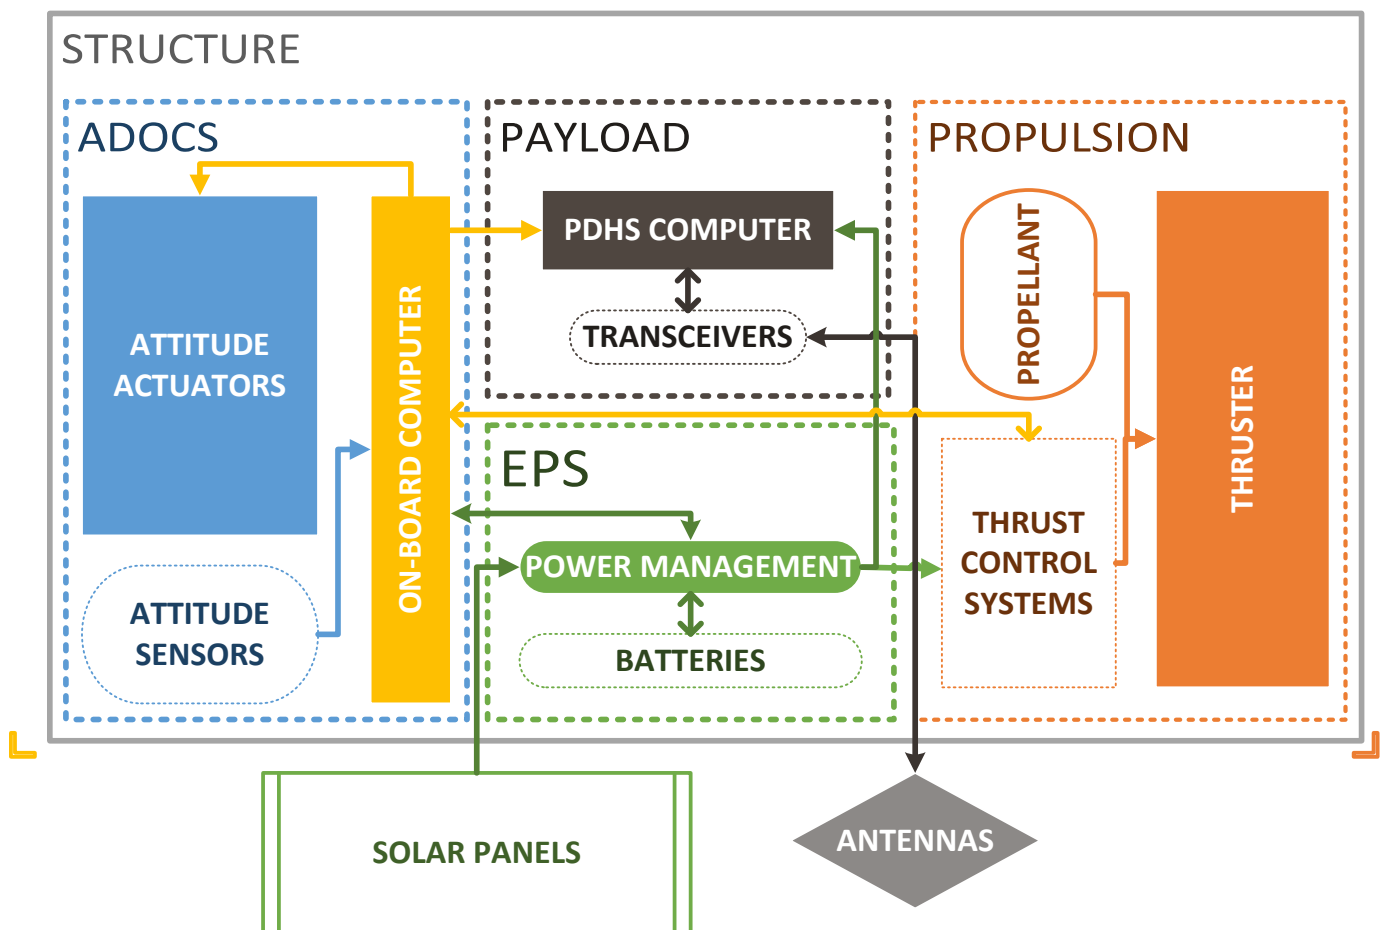 STRUCTURE
ADOCS
ATTITUDE
ACTUATORS
ATTITUDE
SENSORS
ON-BOARD COMPUTER
PAYLOAD
PDHS COMPUTER
TRANSCEIVERS
EPS
POWER MANAGEMENT
BATTERIES
PROPULSION
PROPELLANT
THRUST
CONTROL
SYSTEMS
THRUSTER
SOLAR PANELS
ANTENNAS